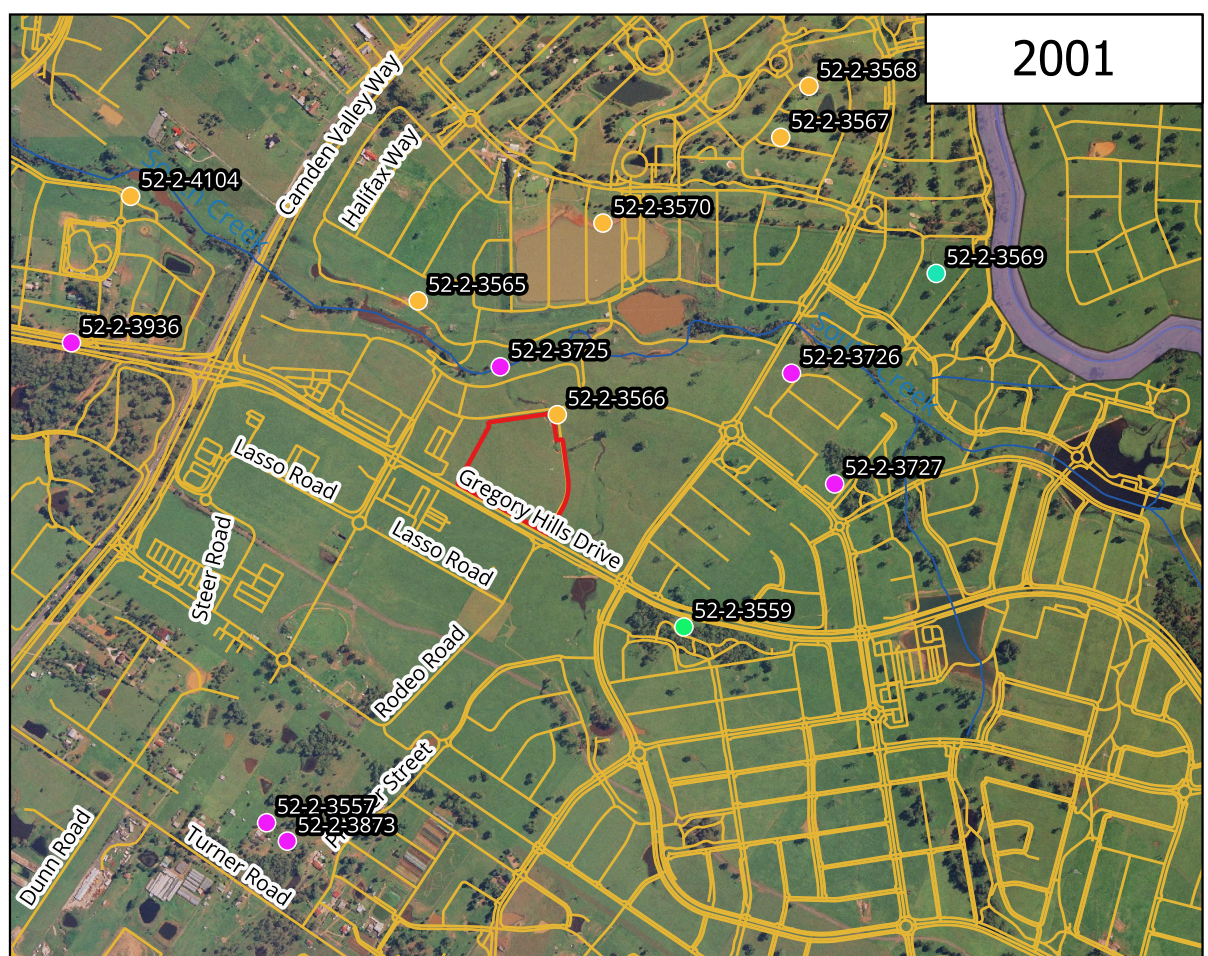 2001
52-2-3568
Camden Valley Way
52-2-3567
Halifax Way
52-2-4104
Creek
52-2-3570
52-2-3569
52-2-3565
52-2-3936
52-2-3725
52-2-3726
Creek
52-2-3566
Lasso Road
52-2-3727
Gregory Hills Drive
Lasso Road
Steer Road
52-2-3559
Rodeo Road
Street
52-2-3557
52-2-3873
Dunn Road
Turner Road